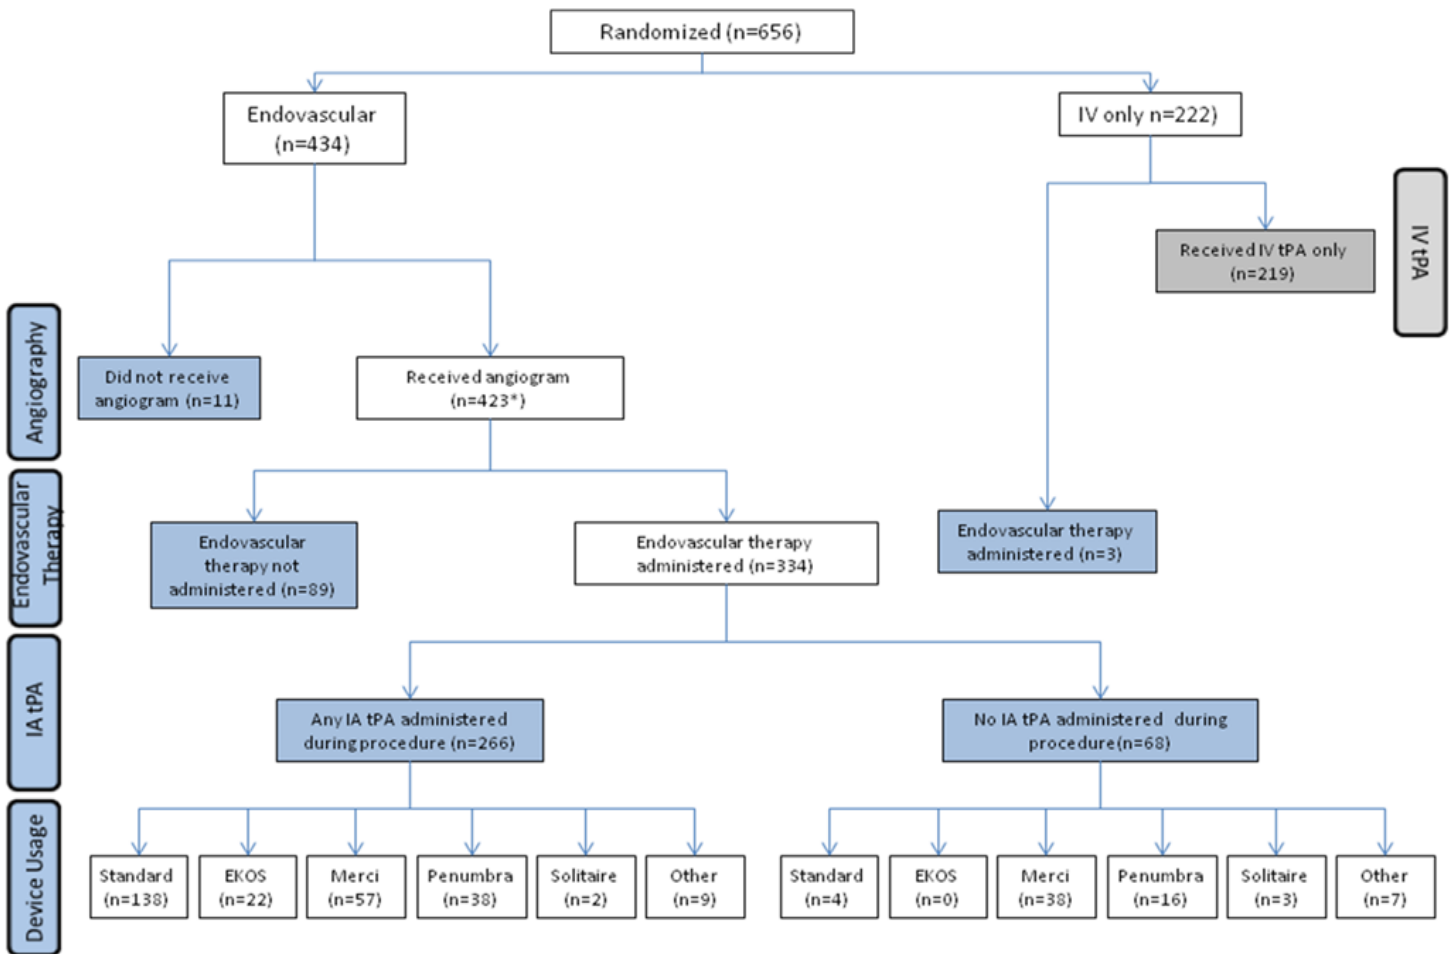 Randomized (n=656)
Endovascular
(n=434)
IV only n=222)
IV tPA
Received IV tPA only
(n=219)
Angiography
Did not receive
angiogram (n=11)
Received angiogram
(n=423*)
Endovascular
Therapy
Endovascular
therapy not
administered (n=89)
Endovascular therapy
administered (n=334)
Endovascular therapy
administered (n=3)
IA tPA
Any IA tPA administered
during procedure (n=266)
No IA tPA administered during
procedure(n=68)
Device Usage
Standard
(n=138)
EKOS
(n=22)
Merci
(n=57)
Penumbra
(n=38)
Solitaire
(n=2)
Other
(n=9)
Standard
(n=4)
EKOS
(n=0)
Merci
(n=38)
Penumbra
(n=16)
Solitaire
(n=3)
Other
(n=7)